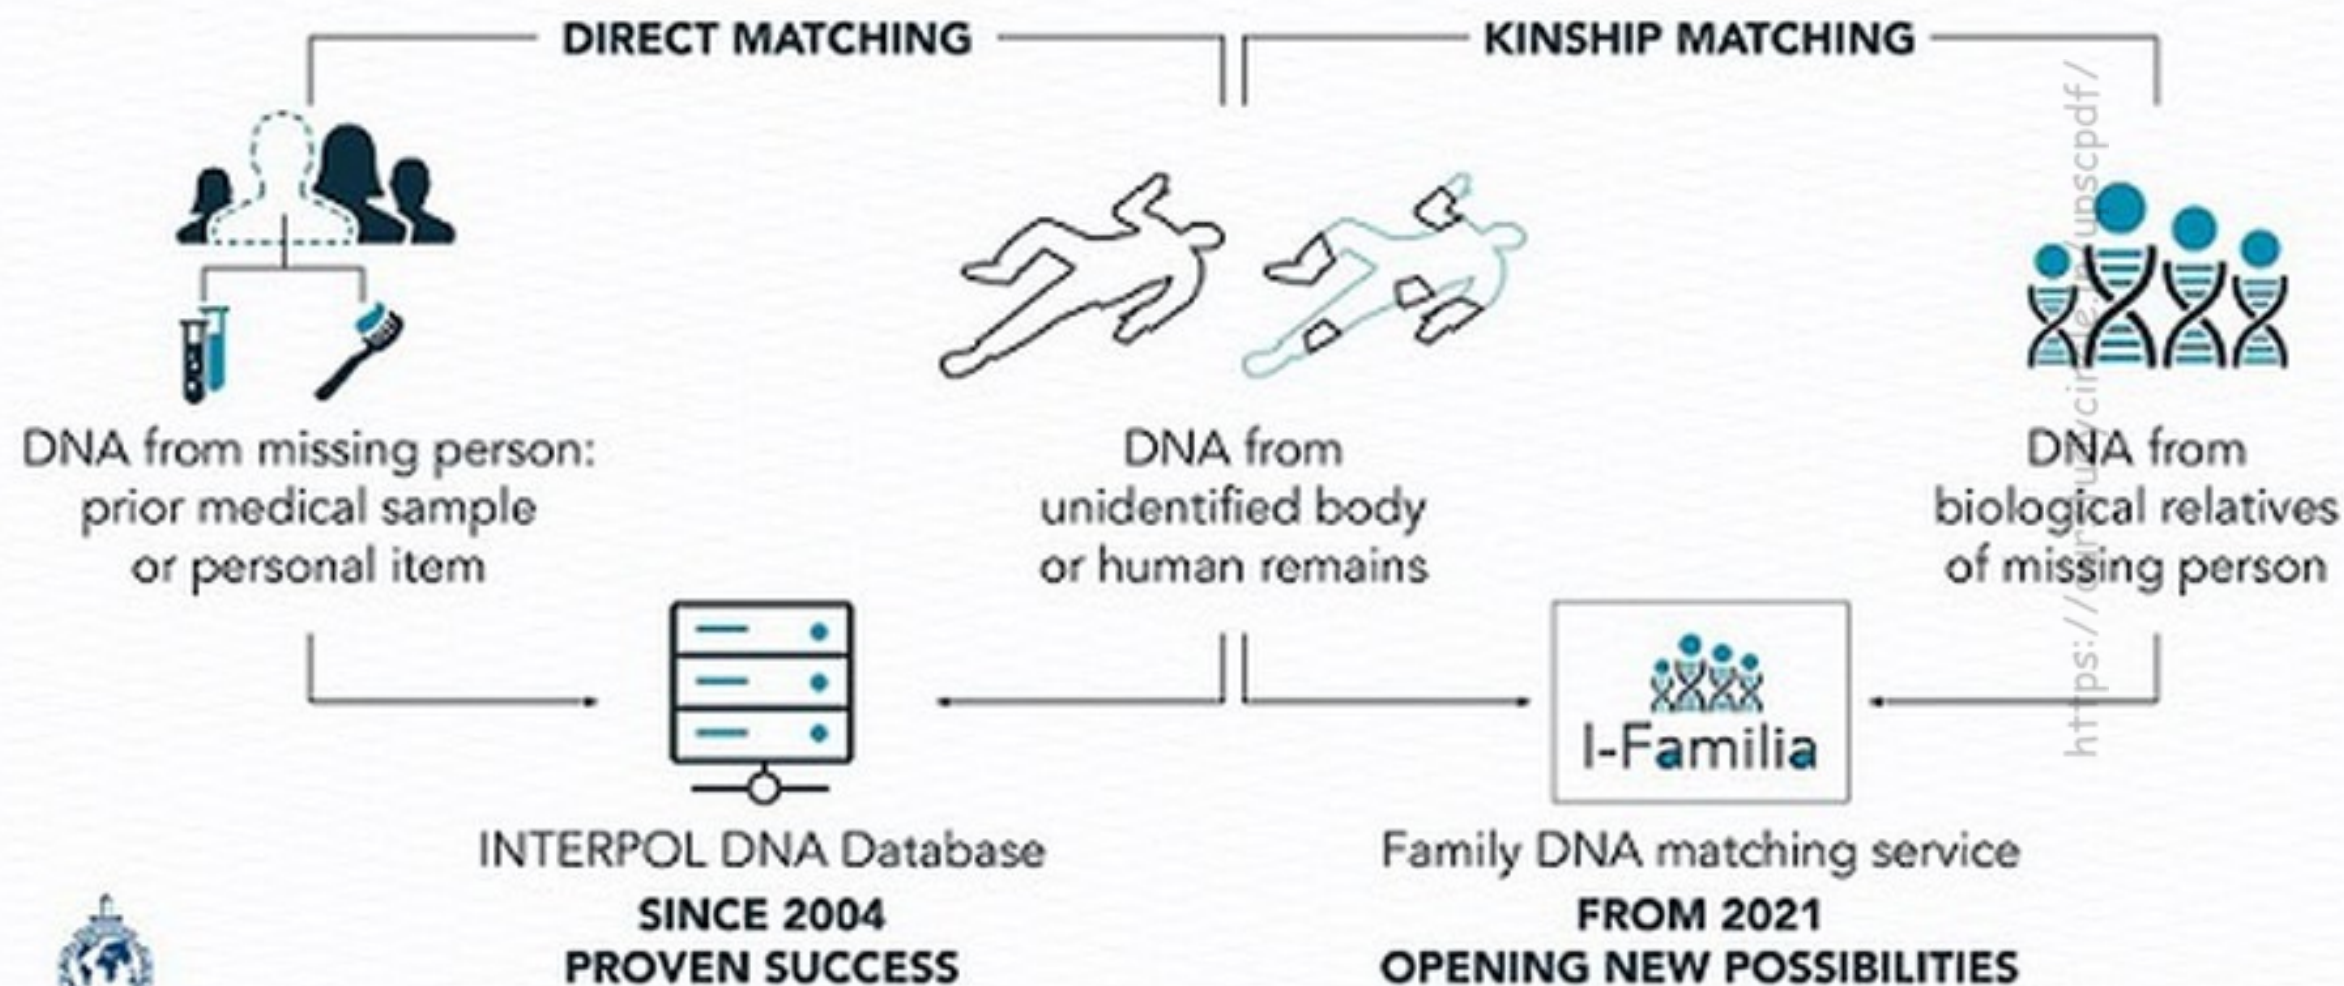 DIRECT MATCHING
KINSHIP MATCHING
DNA from missing person:
prior medical sample
or personal item
DNA from
unidentified body
or human remains
DNA from
biological relatives
of missing person
I-Familia
INTERPOL DNA Database
SINCE 2004
PROVEN SUCCESS
Family DNA matching service
FROM 2021
OPENING NEW POSSIBILITIES